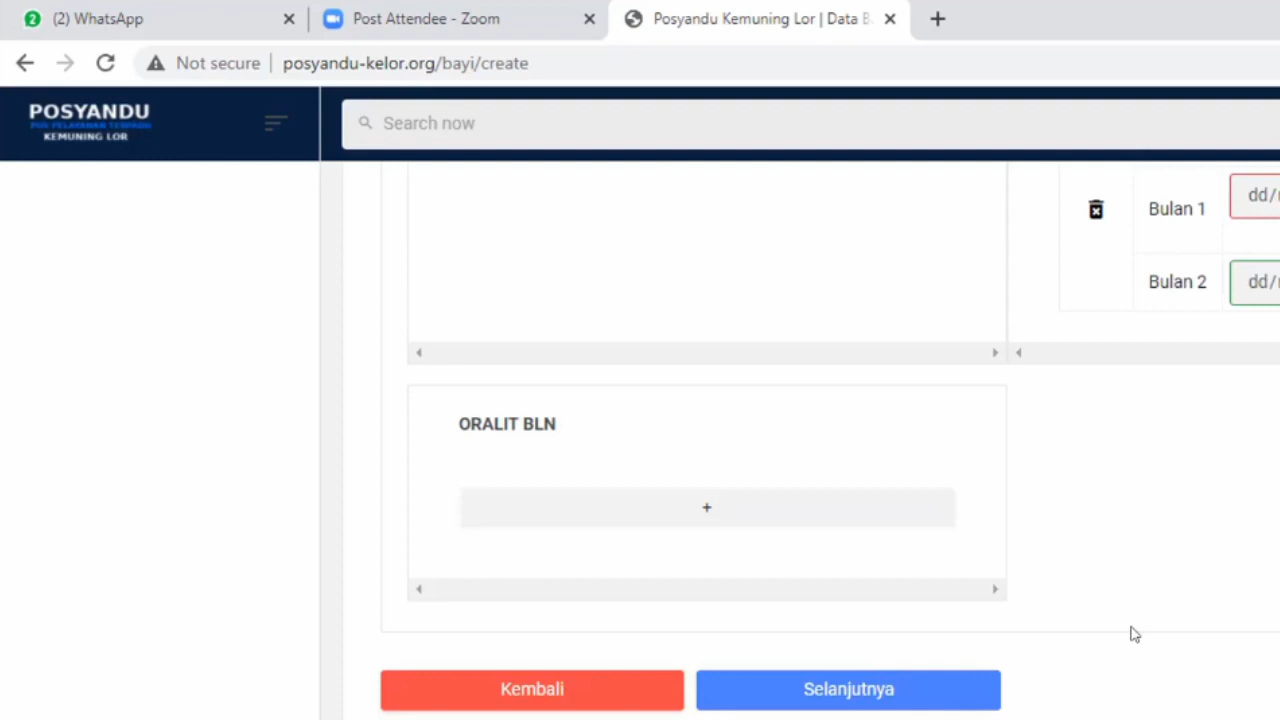 2 (2) WhatsApp
Post Attendee - Zoom
Posyandu Kemuning Lor | Data B
Not secure | posyandu-kelor.org/bayi/create
POSYANDU
KEMUNING LOR
Search now
Bulan 1
dd/
Bulan 2
dd/
ORALIT BLN
+
Kembali
Selanjutnya